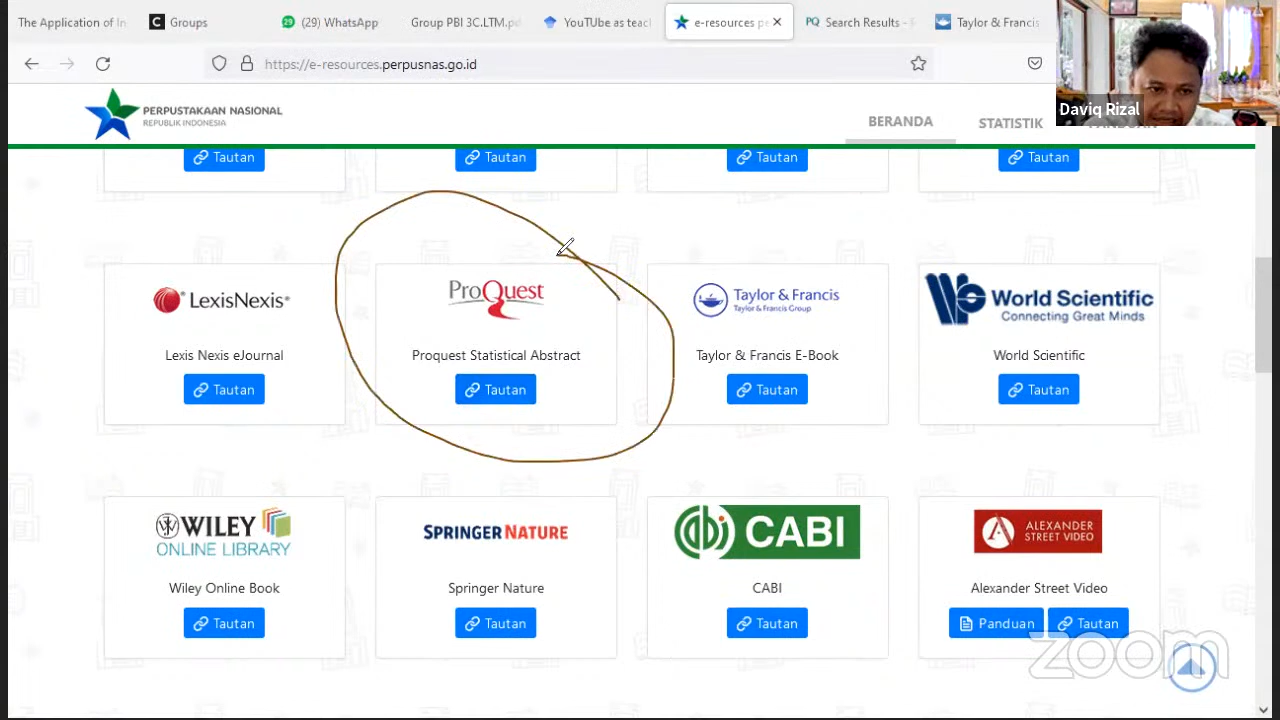 The Application of In
Groups
(29) WhatsApp
Group PBI 3C.LTM.pd
YouTUbe as teac
e-resources pe
Search Results - P
Taylor & Francis
https://e-resources.perpusnas.go.id
Daviq Rizal
PERPUSTAKAAN NASIONAL
REPUBLIK INDONESIA
BERANDA
STATISTIK
Tautan
Tautan
Tautan
Tautan
LexisNexis®
ProQuest
Taylor & Francis
Taylor & Francis Group
World Scientific
Connecting Great Minds
Lexis Nexis eJournal
Proquest Statistical Abstract
Taylor & Francis E-Book
World Scientific
Tautan
Tautan
Tautan
Tautan
WILEY
ONLINE LIBRARY
SPRINGER NATURE
CABI
ALEXANDER
STREET VIDEO
Wiley Online Book
Springer Nature
CABI
Alexander Street Video
Tautan
Tautan
Tautan
Panduan
Tautan
zoom